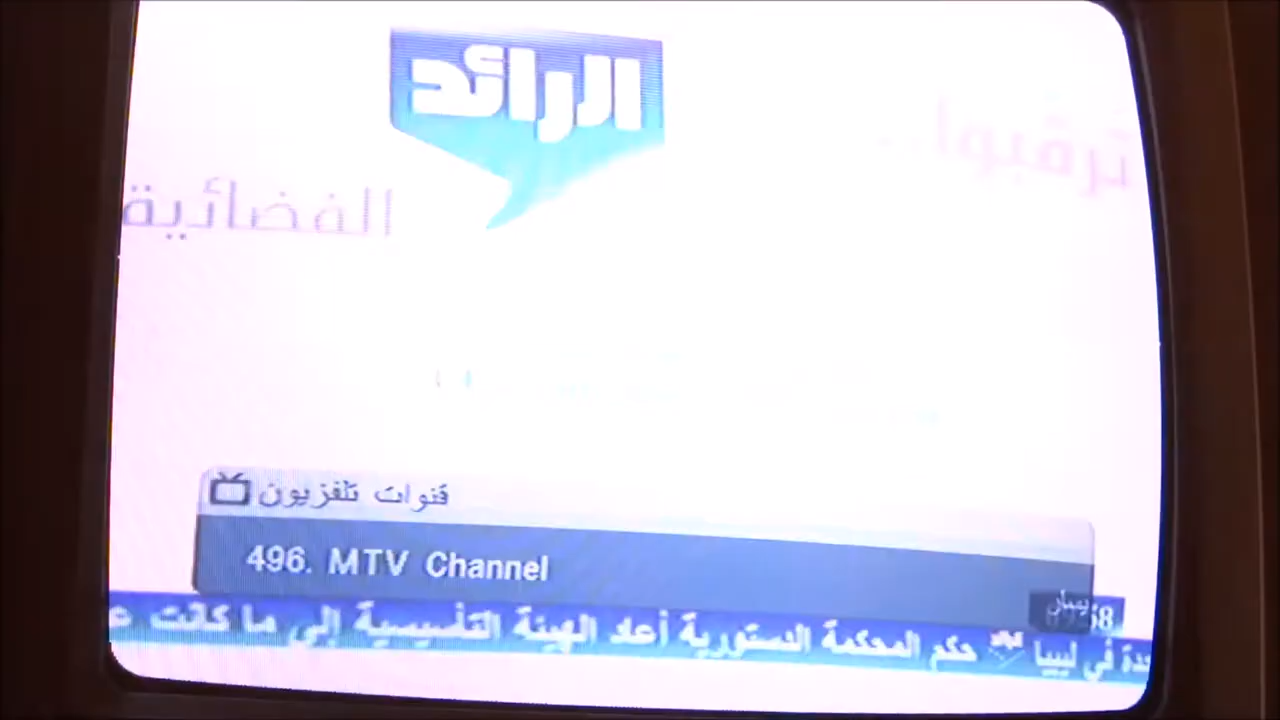 الرائد
ترقبوا..
الفضائية
قنوات تلفزيون
496. MTV Channel
حدة في ليبيا حكم المحكمة الدستورية أعاد الهيئة التأسيسية إلى ما كانت ع